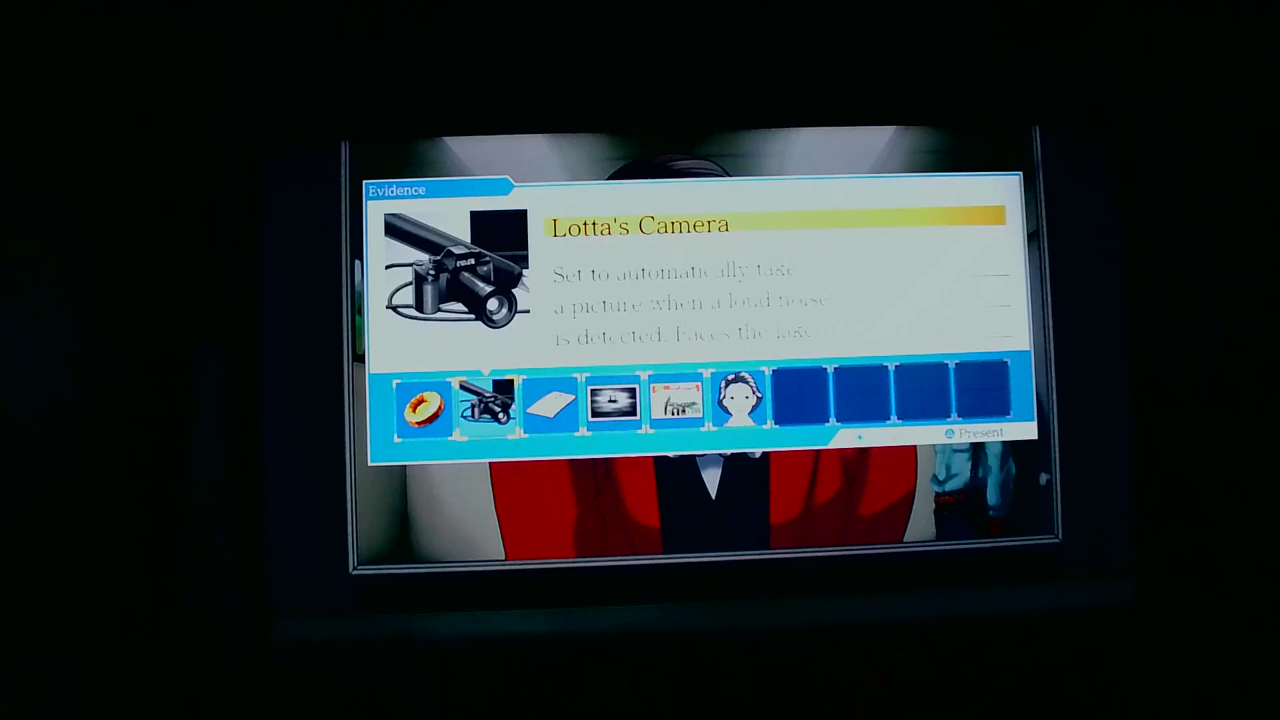 Evidence
Lotta's Camera
Set to automatically take
a picture when a loud noise
is detected. Faces the lake.
Present